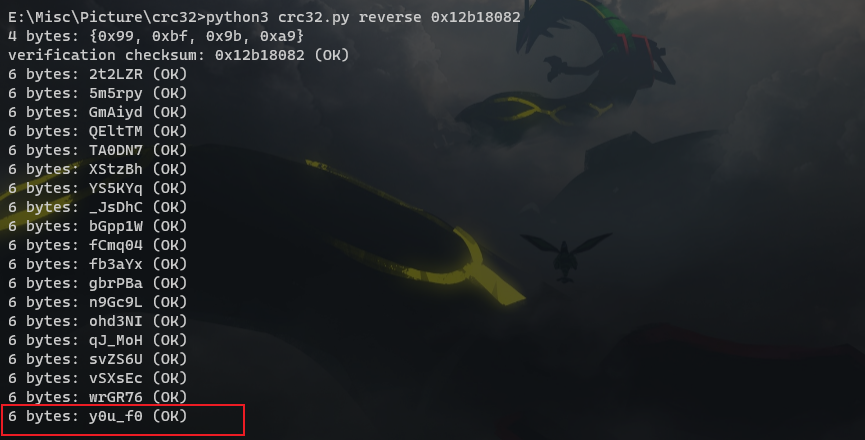 E:\Misc\Picture\crc32>python3 crc32.py reverse 0x12b18082
4 bytes: {0x99, 0xbf, 0x9b, 0xa9}
verification checksum: 0x12b18082 (OK)
6 bytes: 2t2LZR (OK)
6 bytes: 5m5rpy (OK)
6 bytes: GmAiyd (OK)
6 bytes: QEltTM (OK)
6 bytes: TA0DN7 (OK)
6 bytes: XStzBh (OK)
6 bytes: YS5KYq (OK)
6 bytes: _JsDhC (OK)
6 bytes: bGpp1W (OK)
6 bytes: fCmq04 (OK)
6 bytes: fb3aYx (OK)
6 bytes: gbrPBa (OK)
6 bytes: n9Gc9L (OK)
6 bytes: ohd3NI (OK)
6 bytes: qJ_MoH (OK)
6 bytes: svZS6U (OK)
6 bytes: vSXsEc (OK)
6 bytes: wrGR76 (OK)
6 bytes: y0u_f0 (OK)